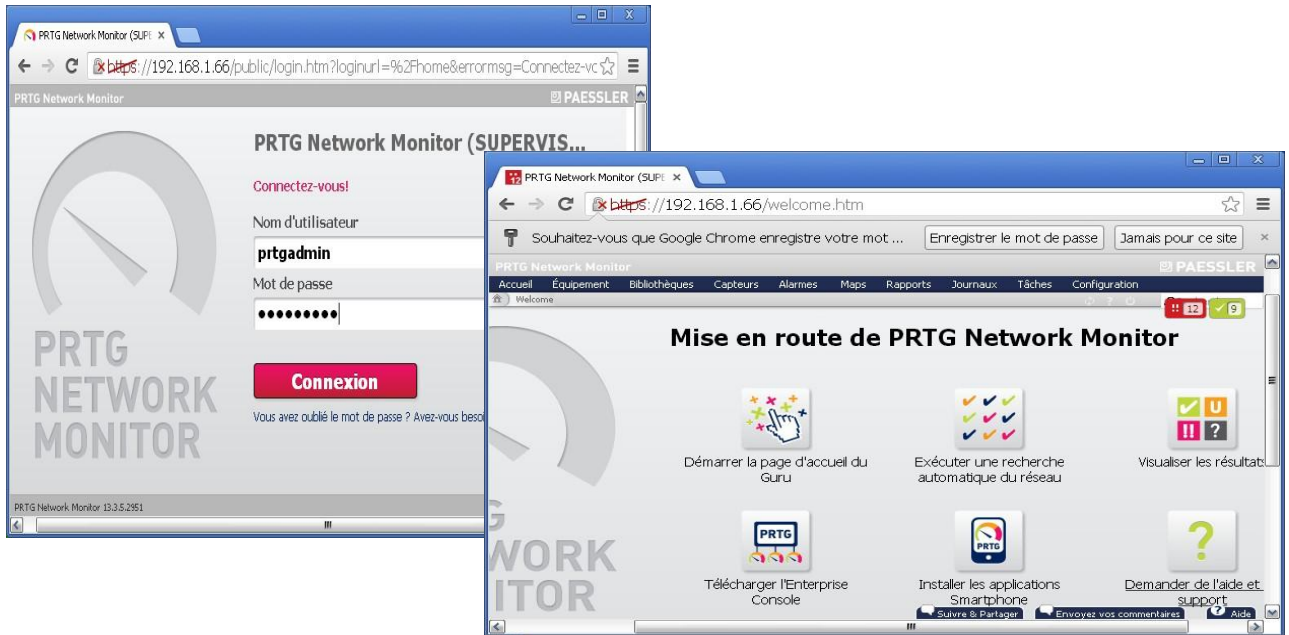 PRTG Network Monitor (SUPE
https://192.168.1.66/public/login.htm?loginurl=%2Fhome&errormsg=Connectez-vo
PRTG Network Monitor
PAESSLER
PRTG Network Monitor (SUPERVIS...
Connectez-vous!
Nom d'utilisateur
prtgadmin
Mot de passe
Connexion
Vous avez oublié le mot de passe ? Avez-vous besoi
PRTG
NETWORK
MONITOR
PRTG Network Monitor 13.3.5.2951
12
PRTG Network Monitor (SUPE
https://192.168.1.66/welcome.htm
Souhaitez-vous que Google Chrome enregistre votre mot ...
Enregistrer le mot de passe
Jamais pour ce site
PRTG Network Monitor
PAESSLER
Accueil Équipement Bibliothèques Capteurs Alarmes Maps Rapports Journaux Tâches Configuration
Welcome
12
9
Mise en route de PRTG Network Monitor
U
!! ?
Démarrer la page d'accueil du
Guru
Exécuter une recherche
automatique du réseau
Visualiser les résultats
PRTG
PRTG
?
Télécharger l'Enterprise
Console
Installer les applications
Smartphone
Demander de l'aide et
support
G
WORK
ITOR
Suivre & Partager
Envoyez vos commentaires
Aide